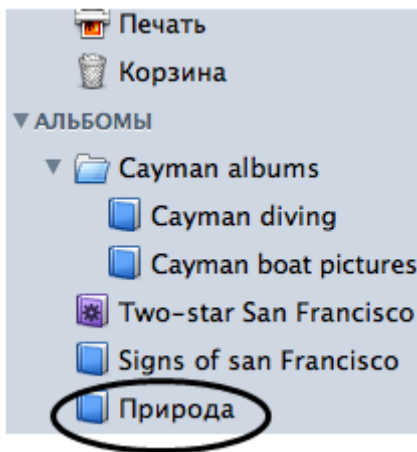 Печать
Корзина
АЛЬБОМЫ
Cayman albums
Cayman diving
Cayman boat pictures
Two-star San Francisco
Signs of san Francisco
Природа